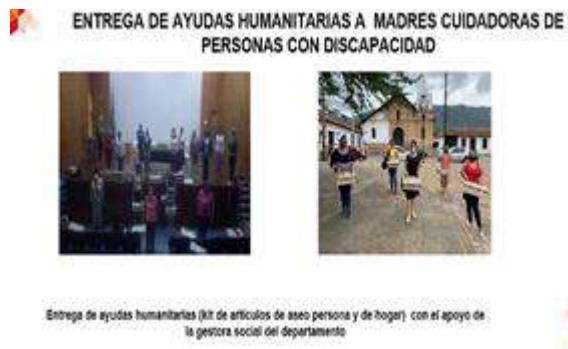 ENTREGA DE AYUDAS HUMANITARIAS A MADRES CUIDADORAS DE
PERSONAS CON DISCAPACIDAD
Entrega de ayudas humanitarias (kit de articulos de aseo persona y de hogar) con el apoyo de
la gestora social del departamento